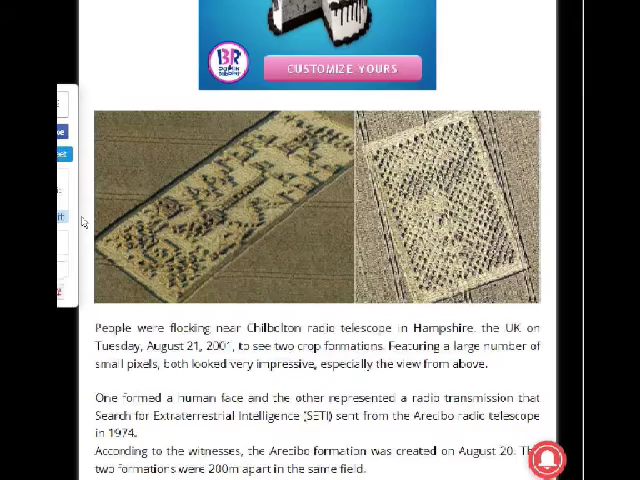 BR
CUSTOMIZE YOURS
People were flocking near Chilbolton radio telescope in Hampshire, the UK on
Tuesday, August 21, 2001, to see two crop formations. Featuring a large number of
small pixels, both looked very impressive, especially the view from above.
One formed a human face and the other represented a radio transmission that
Search for Extraterrestrial Intelligence (SETI) sent from the Arecibo radio telescope
in 1974.
According to the witnesses, the Arecibo formation was created on August 20. The
two formations were 200m apart in the same field.